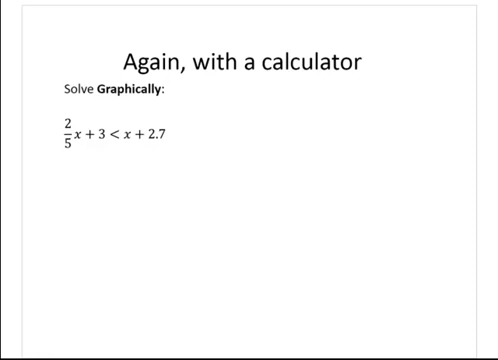 Again, with a calculator
Solve Graphically:
2/5 x + 3 < x + 2.7